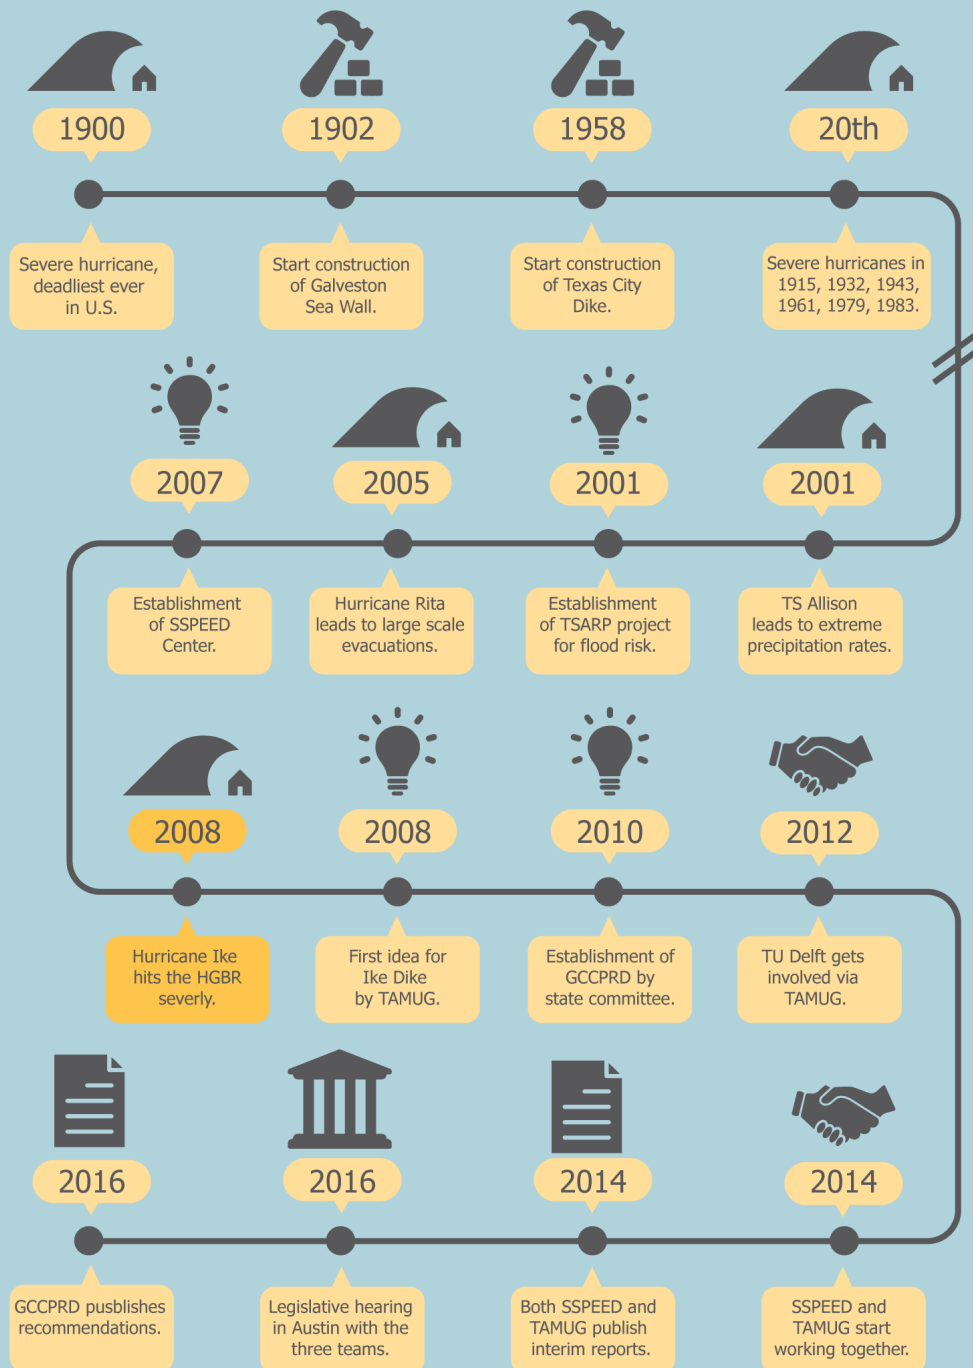 1900
1902
1958
20th
Severe hurricane,
deadliest ever
in U.S.
Start construction
of Galveston
Sea Wall.
Start construction
of Texas City
Dike.
Severe hurricanes in
1915, 1932, 1943,
1961, 1979, 1983.
2007
2005
2001
2001
Establishment
of SSPEED
Center.
Hurricane Rita
leads to large scale
evacuations.
Establishment
of TSARP project
for flood risk.
TS Allison
leads to extreme
precipitation rates.
2008
2008
2010
2012
Hurricane Ike
hits the HGBR
severly.
First idea for
Ike Dike
by TAMUG.
Establishment of
GCCPRD by
state committee.
TU Delft gets
involved via
TAMUG.
2016
2016
2014
2014
GCCPRD pusblishes
recommendations.
Legislative hearing
in Austin with the
three teams.
Both SSPEED and
TAMUG publish
interim reports.
SSPEED and
TAMUG start
working together.